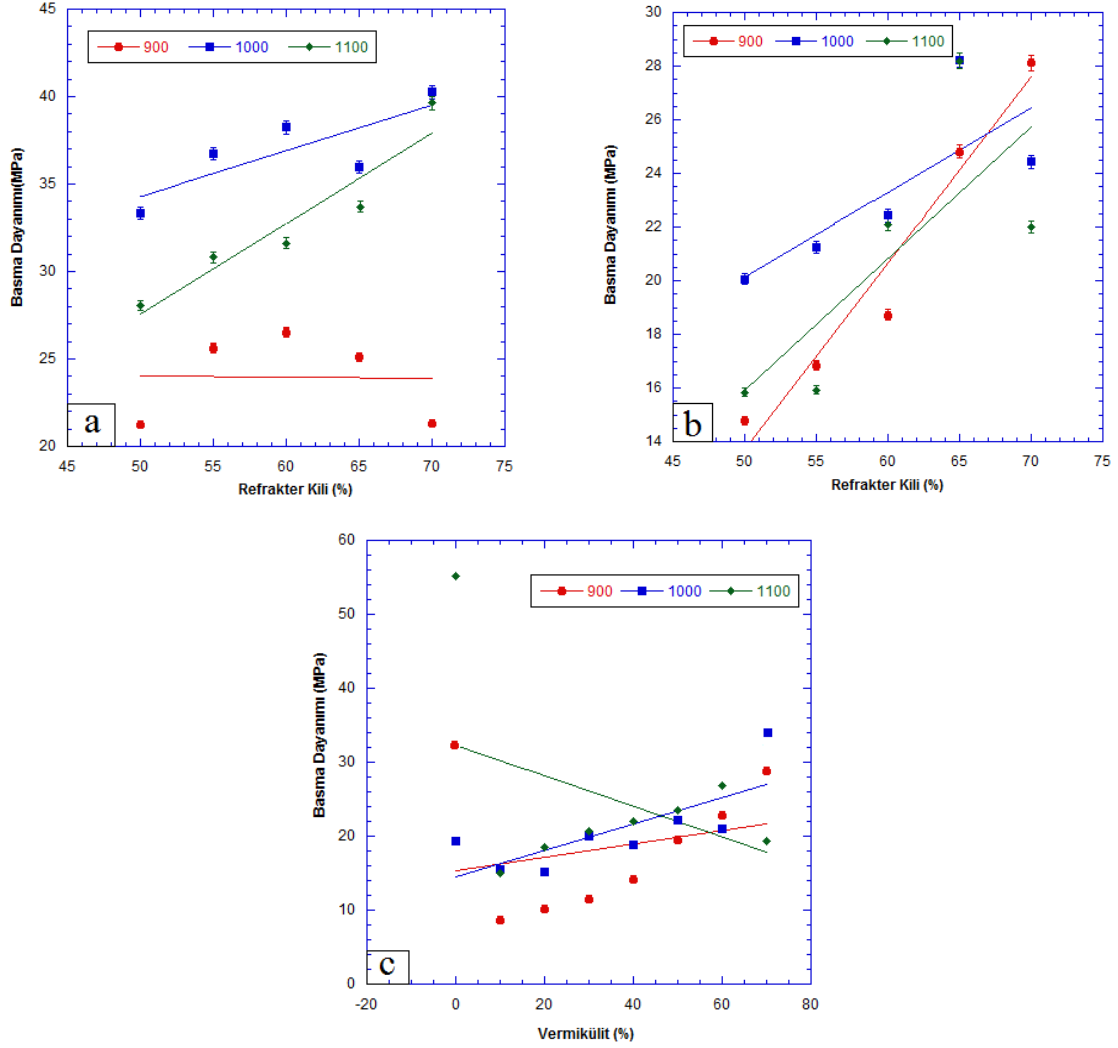 45
40
35
30
25
20
Basma Dayanımı(MPa)
900 1000 1100
a
45 50 55 60 65 70 75
Refrakter Kili (%)
30
28
26
24
22
20
18
16
14
Basma Dayanımı (MPa)
900 1000 1100
b
45 50 55 60 65 70 75
Refrakter Kili (%)
60
50
40
30
20
10
0
Basma Dayanımı (MPa)
900 1000 1100
c
-20 0 20 40 60 80
Vermikülit (%)